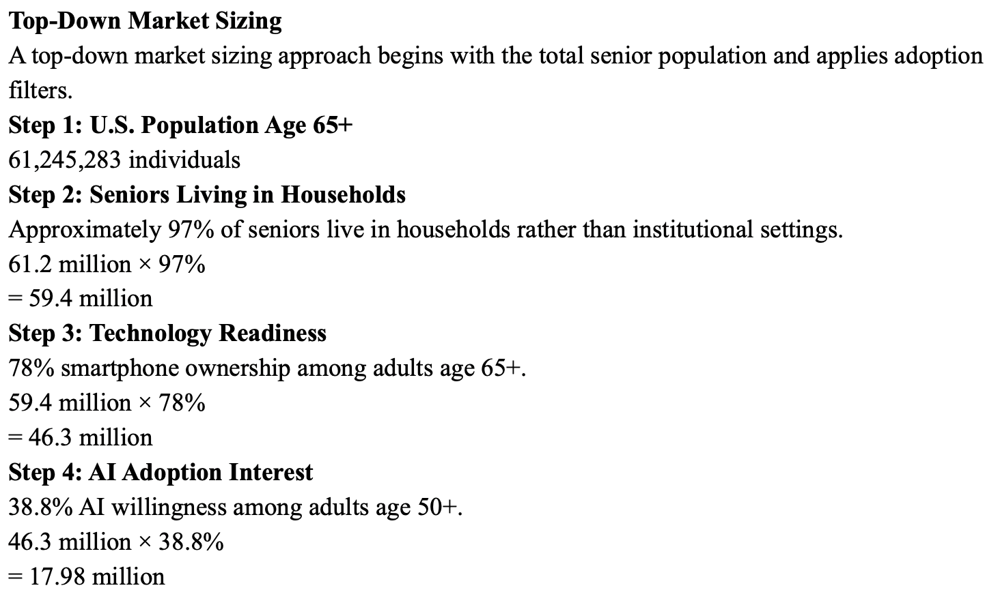 Top-Down Market Sizing
A top-down market sizing approach begins with the total senior population and applies adoption
filters.
Step 1: U.S. Population Age 65+
61,245,283 individuals
Step 2: Seniors Living in Households
Approximately 97% of seniors live in households rather than institutional settings.
61.2 million × 97%
= 59.4 million
Step 3: Technology Readiness
78% smartphone ownership among adults age 65+.
59.4 million × 78%
= 46.3 million
Step 4: AI Adoption Interest
38.8% AI willingness among adults age 50+.
46.3 million × 38.8%
= 17.98 million